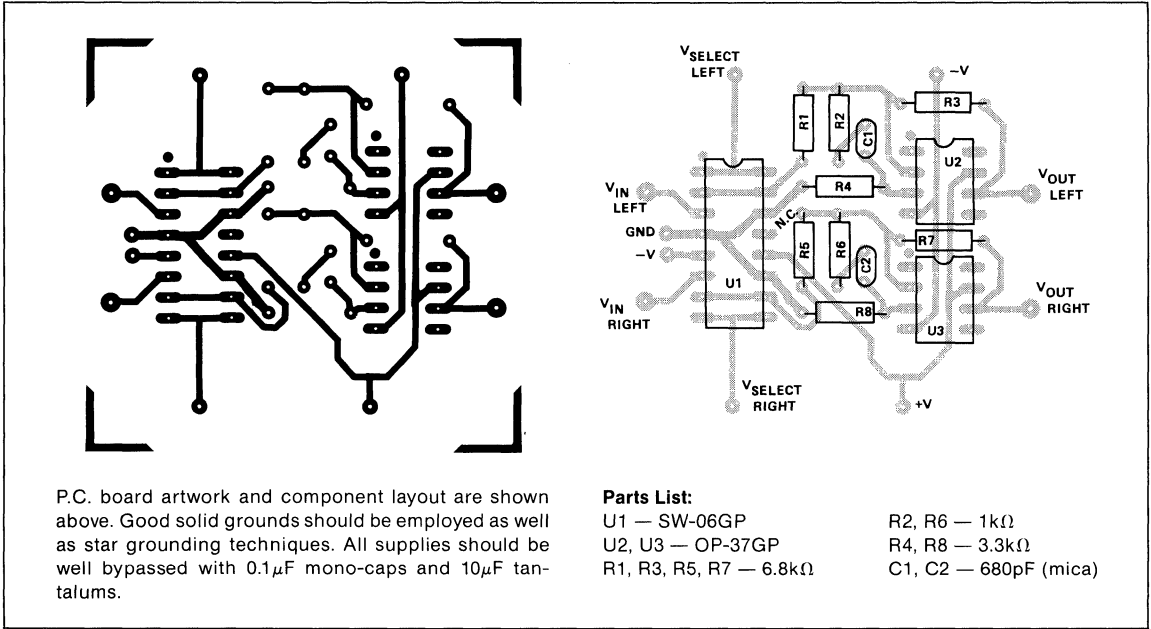 V SELECT
LEFT
–V
R1
R2
C1
R3
U2
V IN
LEFT
R4
V OUT
LEFT
N.C.
GND
–V
R5
R6
C2
R7
U1
V IN
RIGHT
R8
U3
V OUT
RIGHT
V SELECT
RIGHT
+V
P.C. board artwork and component layout are shown
above. Good solid grounds should be employed as well
as star grounding techniques. All supplies should be
well bypassed with 0.1μF mono-caps and 10μF tan-
talums.
Parts List:
U1 — SW-06GP
U2, U3 — OP-37GP
R1, R3, R5, R7 — 6.8kΩ
R2, R6 — 1kΩ
R4, R8 — 3.3kΩ
C1, C2 — 680pF (mica)